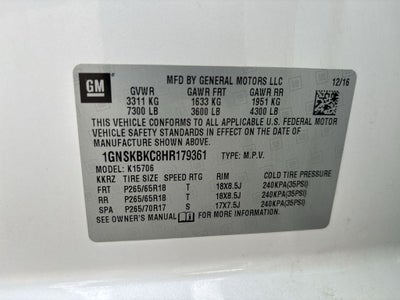 GM
MFD BY GENERAL MOTORS LLC 12/16
GVWR GAWR FRT GAWR RR
3311 KG 1633 KG 1951 KG
7300 LB 3600 LB 4300 LB
THIS VEHICLE CONFORMS TO ALL APPLICABLE U.S. FEDERAL MOTOR
VEHICLE SAFETY, BUMPER, AND THEFT PREVENTION
STANDARDS IN EFFECT ON THE DATE OF
MANUFACTURE SHOWN ABOVE.
1GNSKBKC8HR179361 TYPE: M.P.V.
MODEL: K15706
KKRZ TIRE SIZE SPEED RTG RIM COLD TIRE PRESSURE
FRT P265/65R18 T 18X8.5J 240KPA(35PSI)
RR P265/65R18 T 18X8.5J 240KPA(35PSI)
SPA P265/70R17 S 17X7.5J 240KPA(35PSI)
SEE OWNER'S MANUAL FOR MORE INFORMATION.